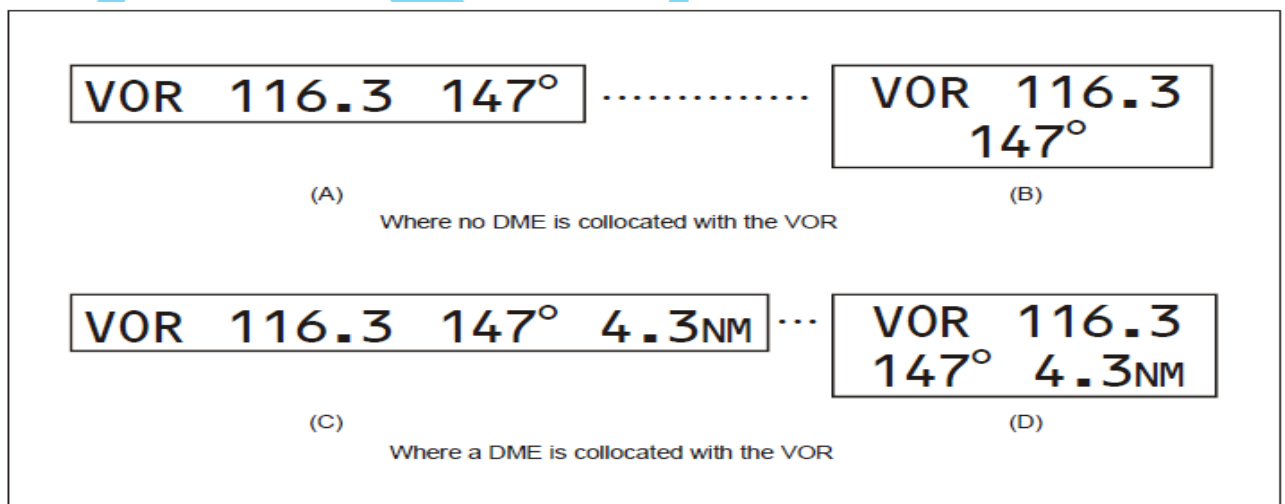 VOR 116.3 147° ..............
VOR 116.3
147°
(A)
(B)
Where no DME is collocated with the VOR
VOR 116.3 147° 4.3NM ...
VOR 116.3
147° 4.3NM
(C)
(D)
Where a DME is collocated with the VOR